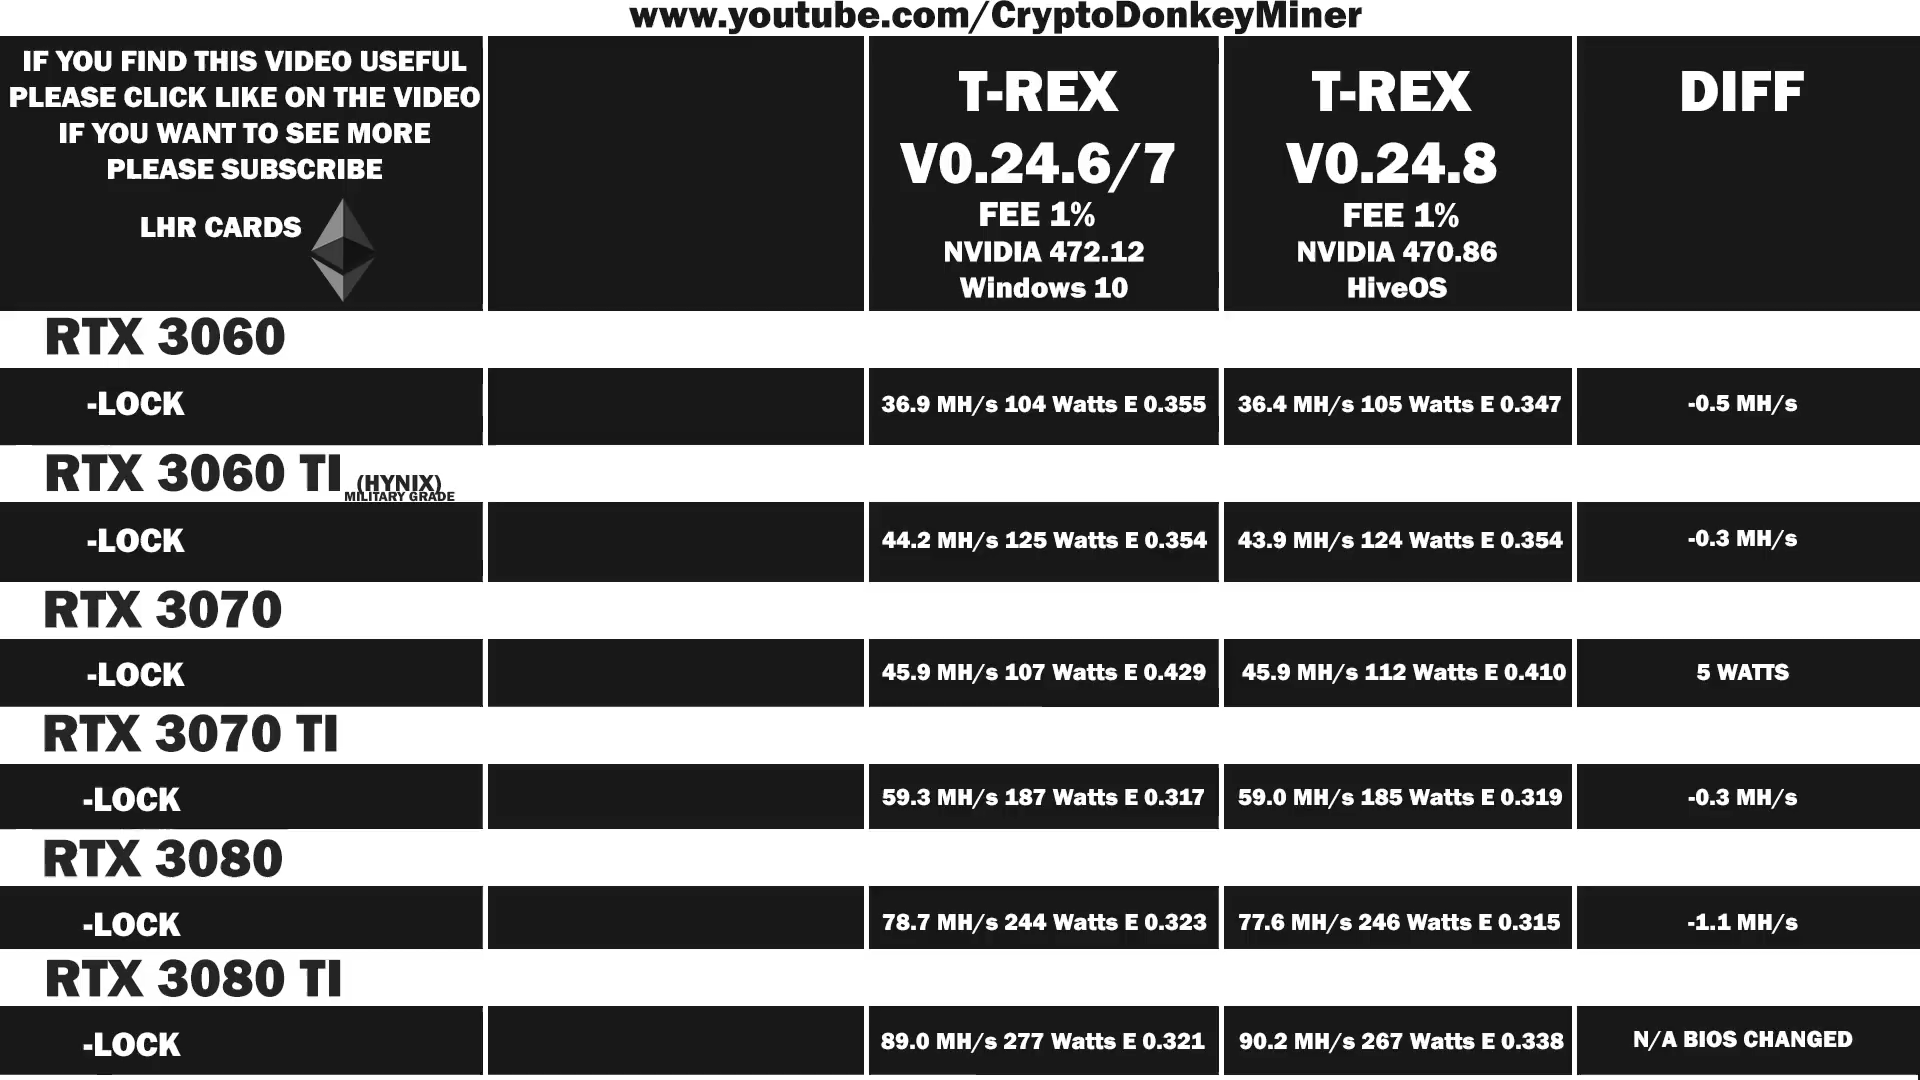 www.youtube.com/CryptoDonkeyMiner
IF YOU FIND THIS VIDEO USEFUL
PLEASE CLICK LIKE ON THE VIDEO
IF YOU WANT TO SEE MORE
PLEASE SUBSCRIBE
LHR CARDS
T-REX
V0.24.6/7
FEE 1%
NVIDIA 472.12
Windows 10
T-REX
V0.24.8
FEE 1%
NVIDIA 470.86
HiveOS
DIFF
RTX 3060
-LOCK 36.9 MH/s 104 Watts E 0.355 36.4 MH/s 105 Watts E 0.347 -0.5 MH/s
RTX 3060 TI (HYNIX)
MILITARY GRADE
-LOCK 44.2 MH/s 125 Watts E 0.354 43.9 MH/s 124 Watts E 0.354 -0.3 MH/s
RTX 3070
-LOCK 45.9 MH/s 107 Watts E 0.429 45.9 MH/s 112 Watts E 0.410 5 WATTS
RTX 3070 TI
-LOCK 59.3 MH/s 187 Watts E 0.317 59.0 MH/s 185 Watts E 0.319 -0.3 MH/s
RTX 3080
-LOCK 78.7 MH/s 244 Watts E 0.323 77.6 MH/s 246 Watts E 0.315 -1.1 MH/s
RTX 3080 TI
-LOCK 89.0 MH/s 277 Watts E 0.321 90.2 MH/s 267 Watts E 0.338 N/A BIOS CHANGED